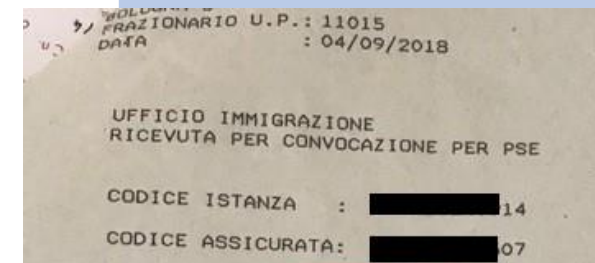 FRAZIONARIO U.P.: 11015
DATA : 04/09/2018
UFFICIO IMMIGRAZIONE
RICEVUTA PER CONVOCAZIONE PER PSE
CODICE ISTANZA : 14
CODICE ASSICURATA: 07